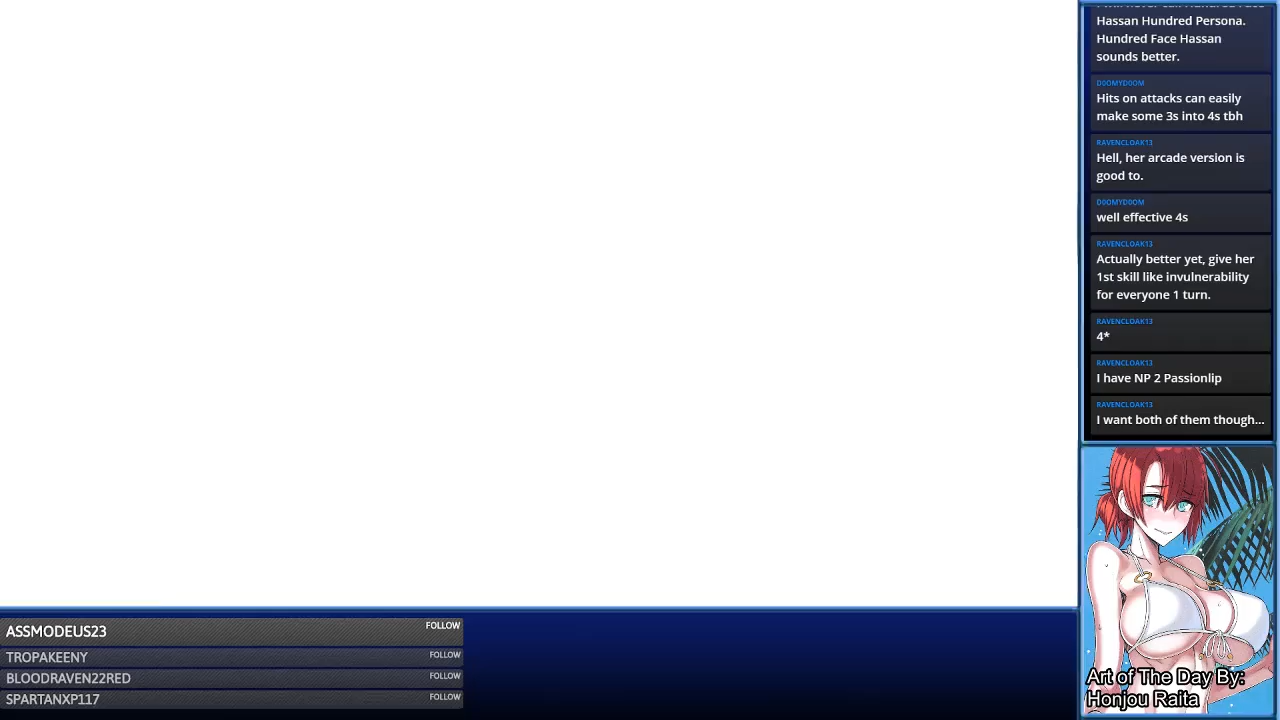 Hassan Hundred Persona.
Hundred Face Hassan
sounds better.
D0OMYD0OM
Hits on attacks can easily
make some 3s into 4s tbh
RAVENCLOAK13
Hell, her arcade version is
good to.
D0OMYD0OM
well effective 4s
RAVENCLOAK13
Actually better yet, give her
1st skill like invulnerability
for everyone 1 turn.
RAVENCLOAK13
4*
RAVENCLOAK13
I have NP 2 Passionlip
RAVENCLOAK13
I want both of them though...
Art of The Day By:
Honjou Raita
ASSMODEUS23 FOLLOW
TROPAKEENY FOLLOW
BLOODRAVEN22RED FOLLOW
SPARTANXP117 FOLLOW